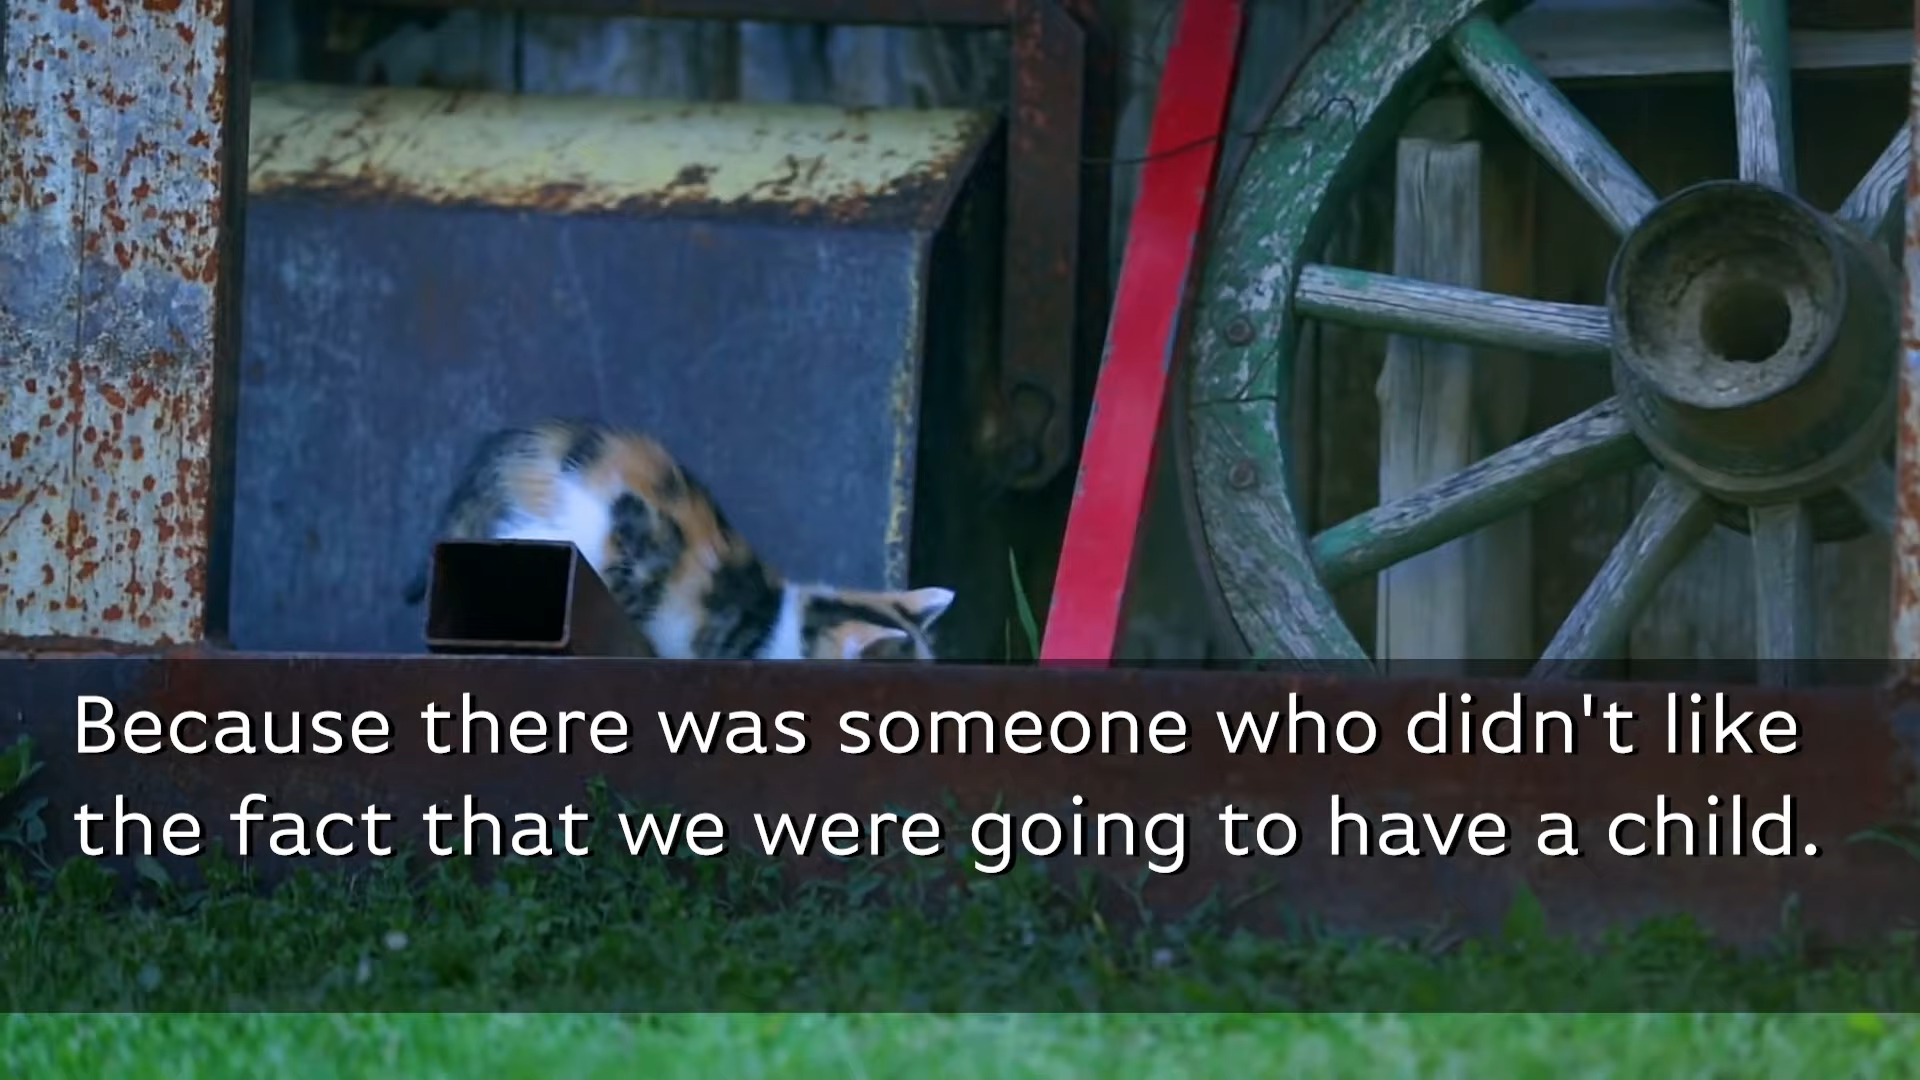 Because there was someone who didn't like
the fact that we were going to have a child.